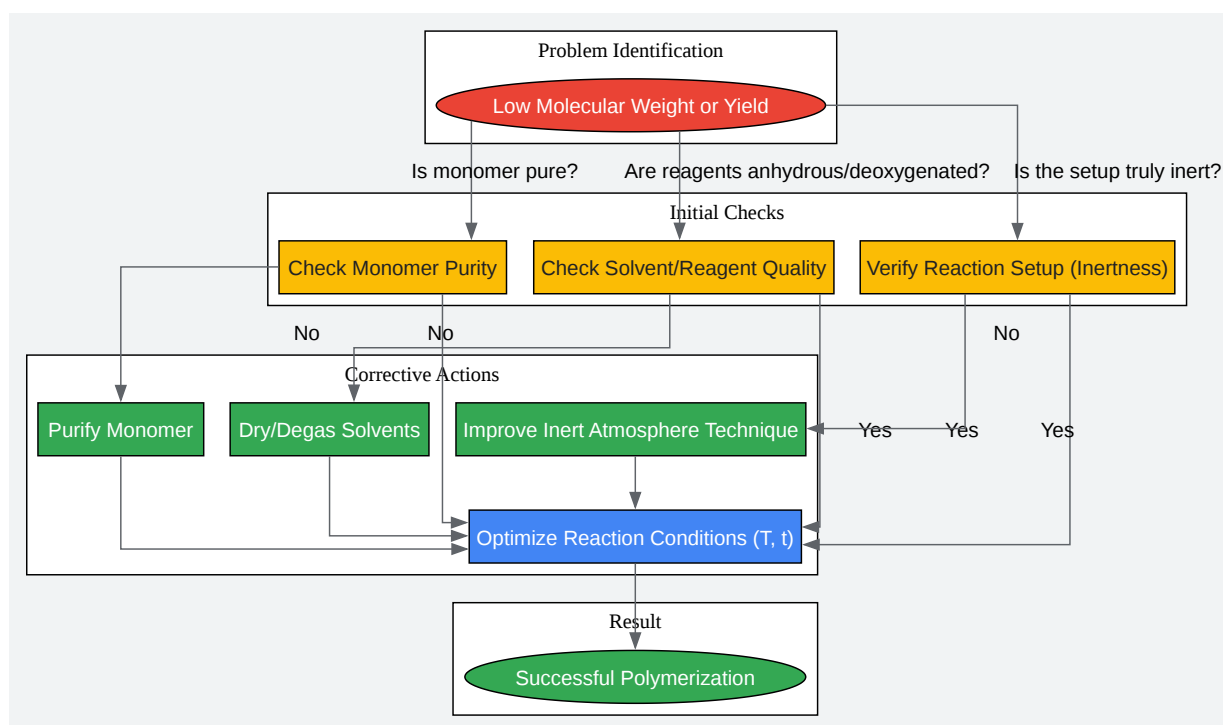 Problem Identification
Low Molecular Weight or Yield
Is monomer pure?
Are reagents anhydrous/deoxygenated?
Is the setup truly inert?
Initial Checks
Check Monomer Purity
Check Solvent/Reagent Quality
Verify Reaction Setup (Inertness)
No
No
No
Corrective Actions
Purify Monomer
Dry/Degas Solvents
Improve Inert Atmosphere Technique
Yes
Yes
Yes
Optimize Reaction Conditions (T, t)
Result
Successful Polymerization